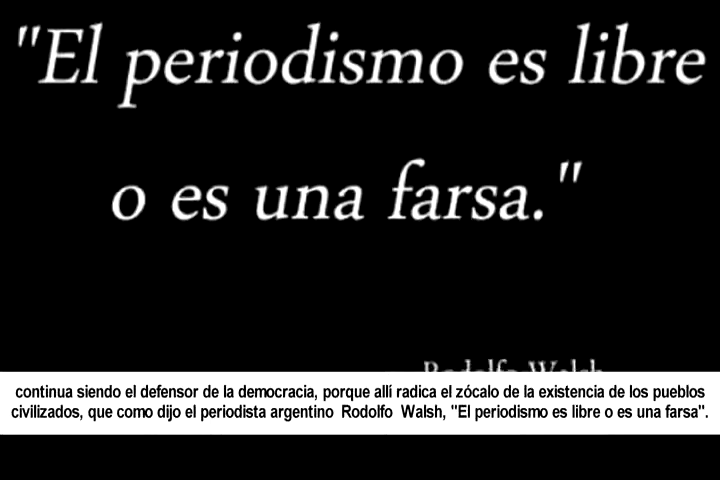 "El periodismo es libre
o es una farsa."
Rodolfo Walsh
continua siendo el defensor de la democracia, porque allí radica el zócalo de la existencia de los pueblos
civilizados, que como dijo el periodista argentino Rodolfo Walsh, "El periodismo es libre o es una farsa".